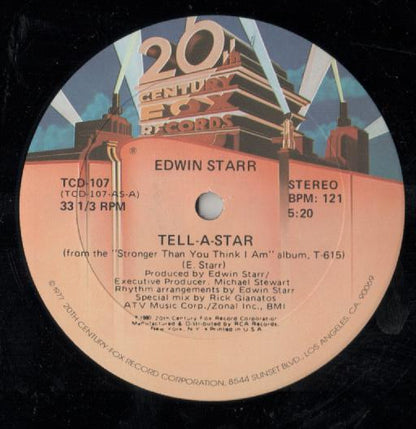 20th
CENTURY
FOX
RECORDS
®
EDWIN STARR
TCD-107
(TCD-107-AS-A)
33 1/3 RPM
STEREO
BPM: 121
5:20
TELL-A-STAR
(from the "Stronger Than You Think I Am" album, T-615)
(E. Starr)
Produced by Edwin Starr/
Executive Producer: Michael Stewart
Rhythm arrangements by Edwin Starr
Special mix by Rick Gianatos
ATV Music Corp./Zonal Inc., BMI
℗1980 20th Century Fox Record Corporation
Manufactured & Distributed by RCA Records,
New York, N.Y. • Printed in U.S.A.
©1977, 20TH CENTURY-FOX RECORD CORPORATION, 8544 SUNSET BLVD., LOS ANGELES, CA. 90069